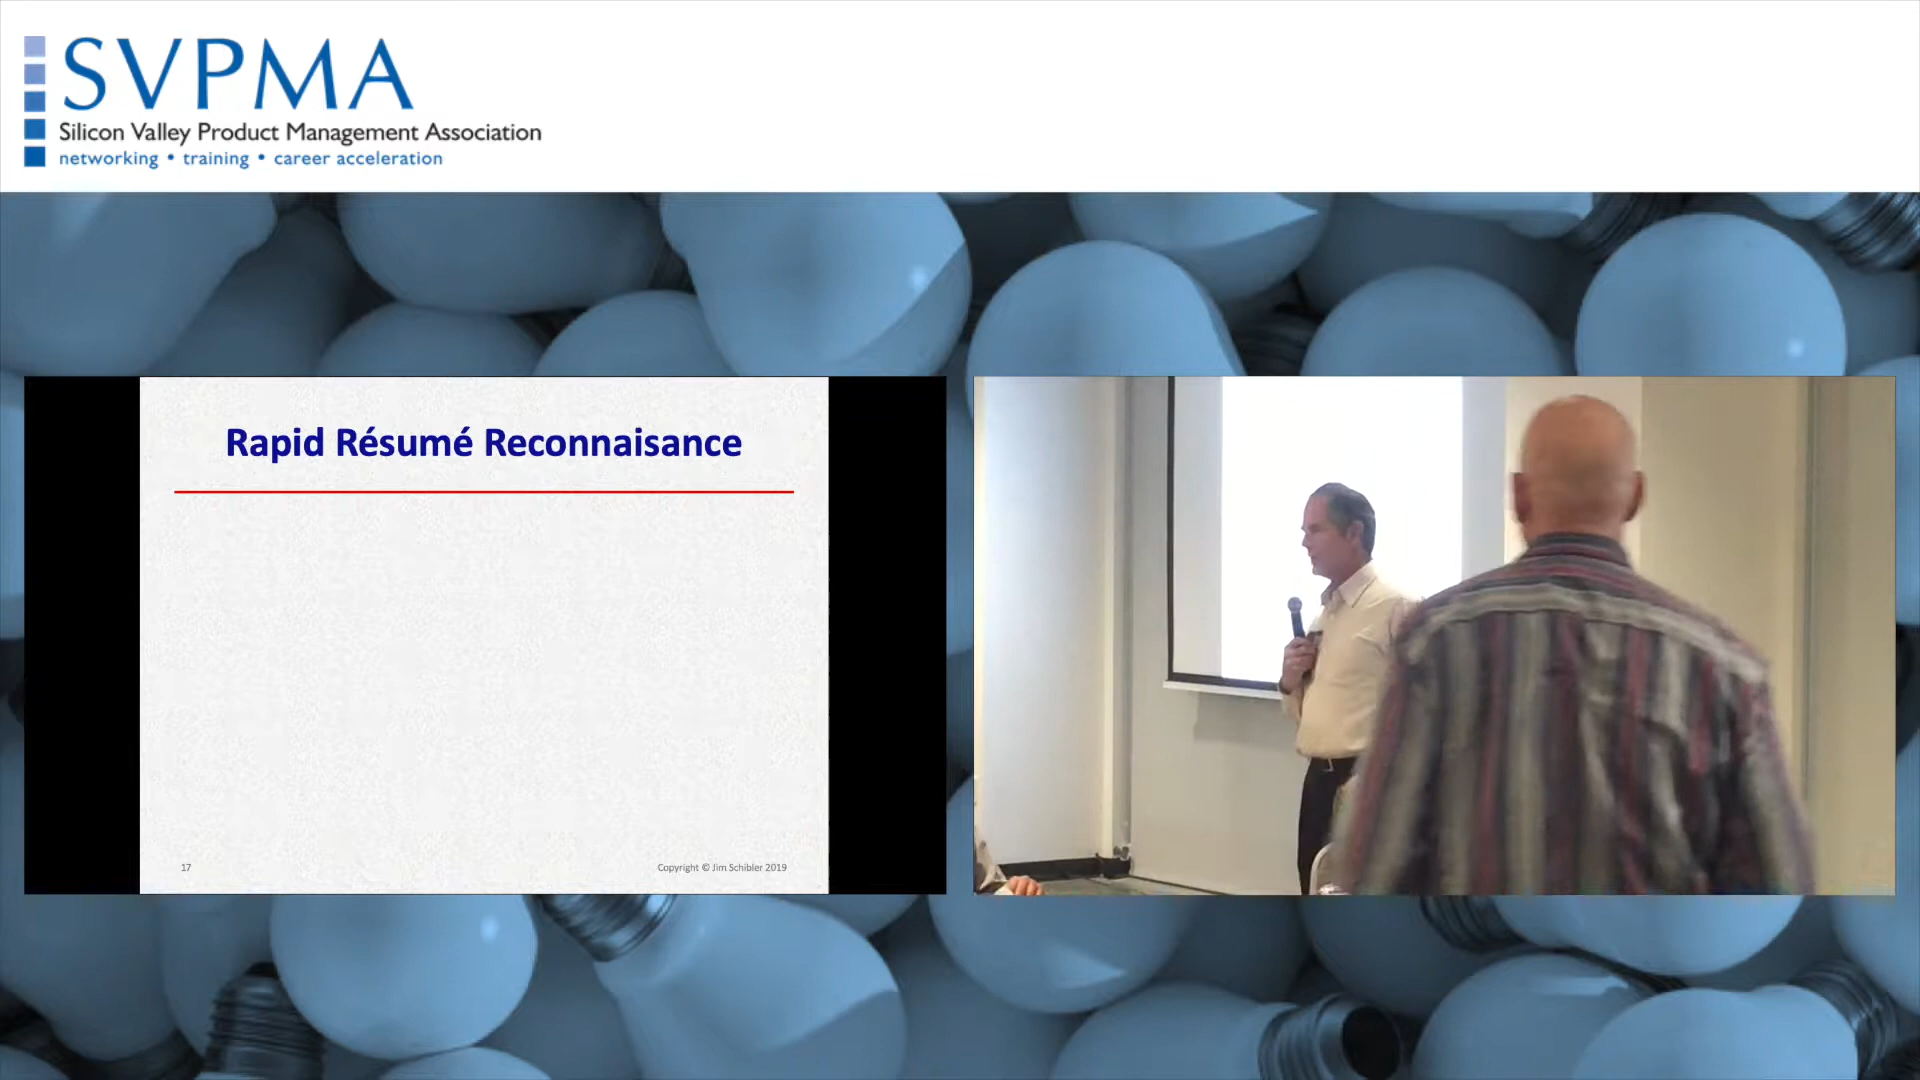 SVPMA
Silicon Valley Product Management Association
networking • training • career acceleration
Rapid Résumé Reconnaisance
17
Copyright © Jim Schibler 2019